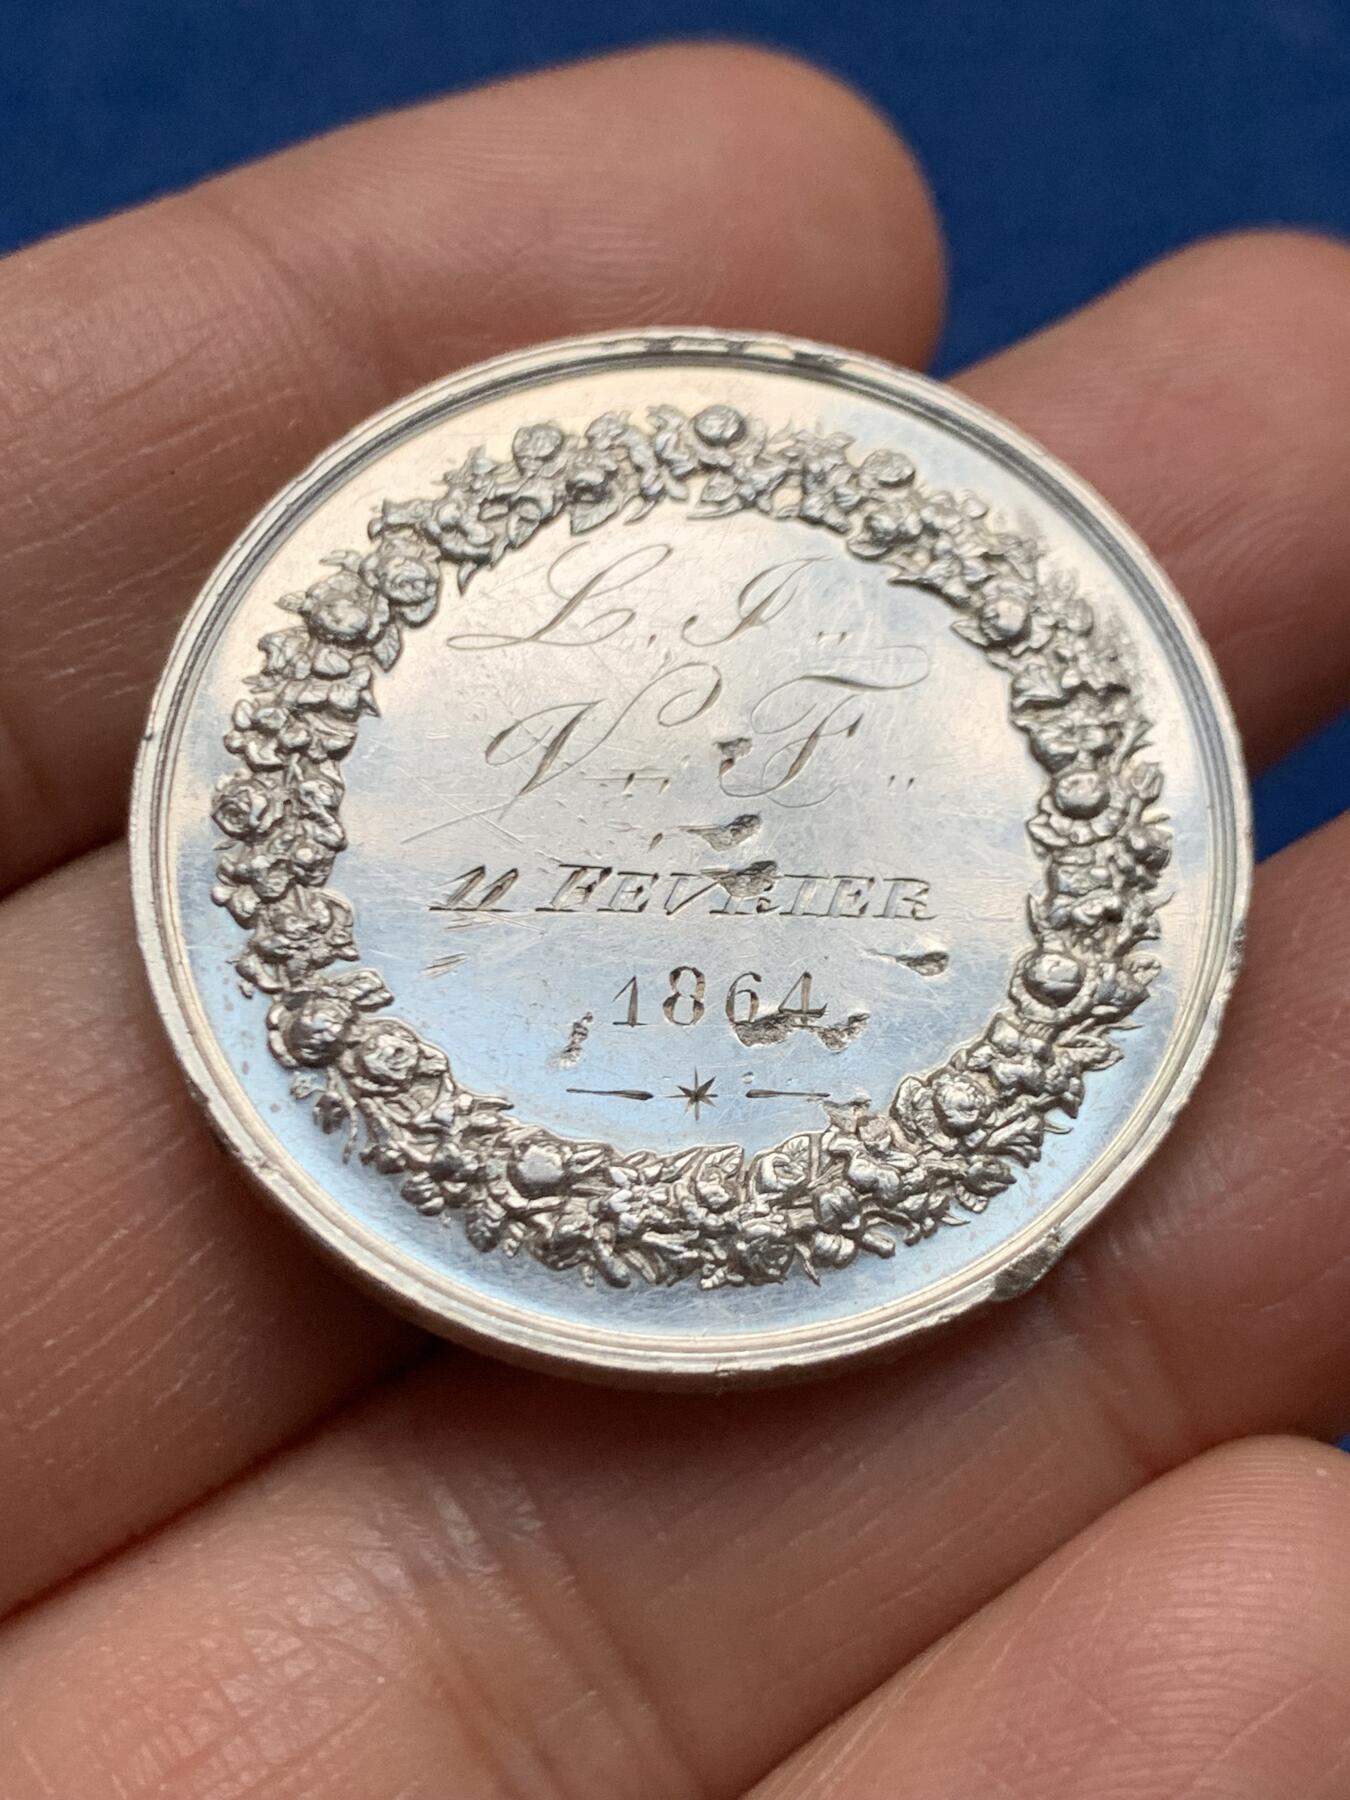 L. J.
V. F.
11 FEVRIER
1864